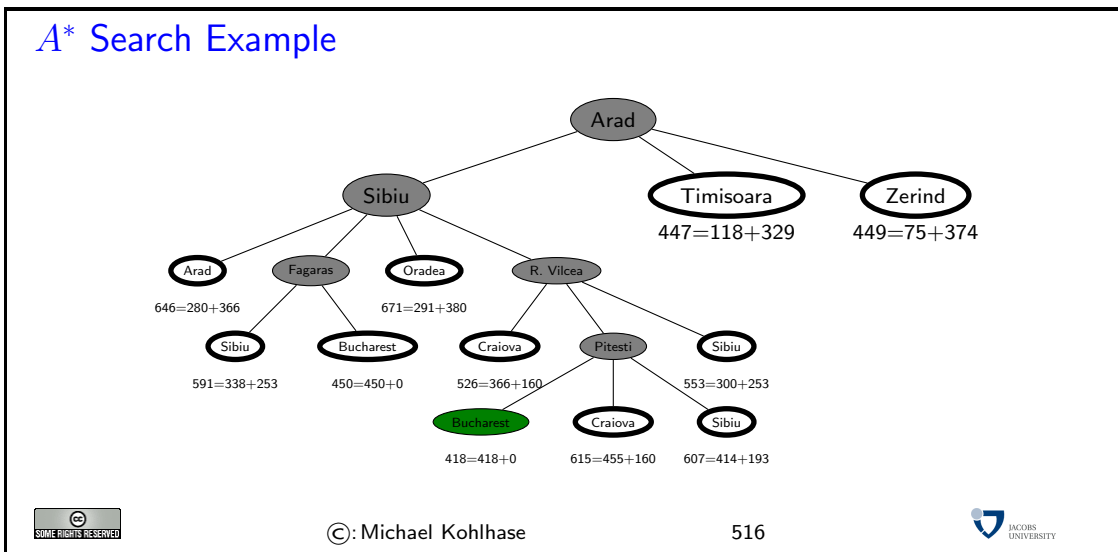 A* Search Example
Arad
Sibiu
Timisoara
Zerind
447=118+329
449=75+374
Arad
Fagaras
Oradea
R. Vilcea
646=280+366
671=291+380
Sibiu
Bucharest
Craiova
Pitesti
Sibiu
591=338+253
450=450+0
526=366+160
553=300+253
Bucharest
Craiova
Sibiu
418=418+0
615=455+160
607=414+193
cc
SOME RIGHTS RESERVED
©: Michael Kohlhase
516
JACOBS
UNIVERSITY